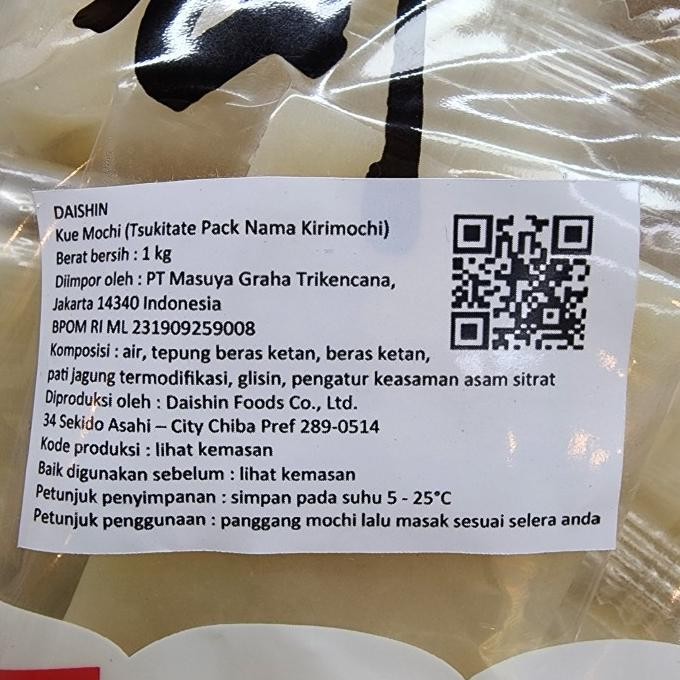 DAISHIN
Kue Mochi (Tsukitate Pack Nama Kirimochi)
Berat bersih : 1 kg
Diimpor oleh : PT Masuya Graha Trikencana,
Jakarta 14340 Indonesia
BPOM RI ML 231909259008
Komposisi : air, tepung beras ketan, beras ketan,
pati jagung termodifikasi, glisin, pengatur keasaman asam sitrat
Diproduksi oleh : Daishin Foods Co., Ltd.
34 Sekido Asahi – City Chiba Pref 289-0514
Kode produksi : lihat kemasan
Baik digunakan sebelum : lihat kemasan
Petunjuk penyimpanan : simpan pada suhu 5 - 25°C
Petunjuk penggunaan : panggang mochi lalu masak sesuai selera anda